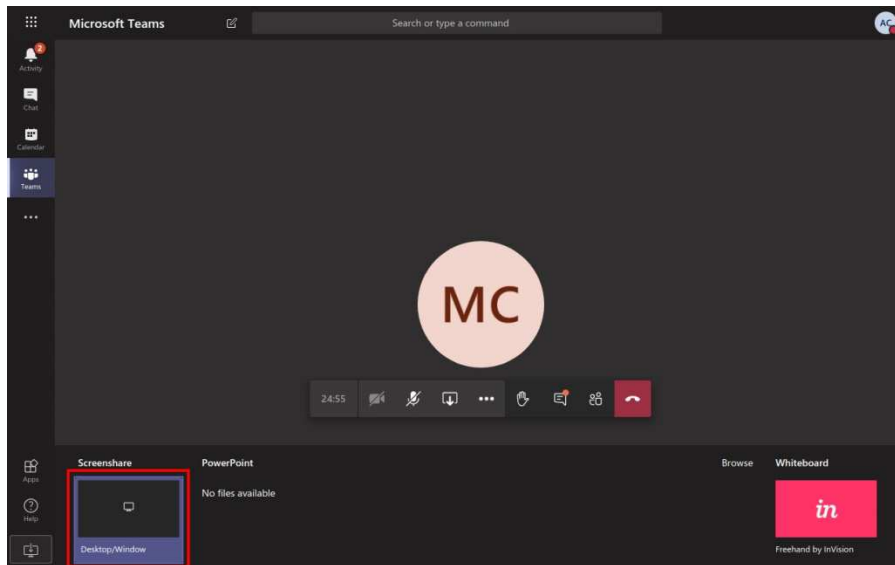 Microsoft Teams
Search or type a command
AC
2
Activity
Chat
Calendar
Teams
MC
24:55
Apps
Help
Screenshare
PowerPoint
Browse
Whiteboard
No files available
in
Desktop/Window
Freehand by InVision